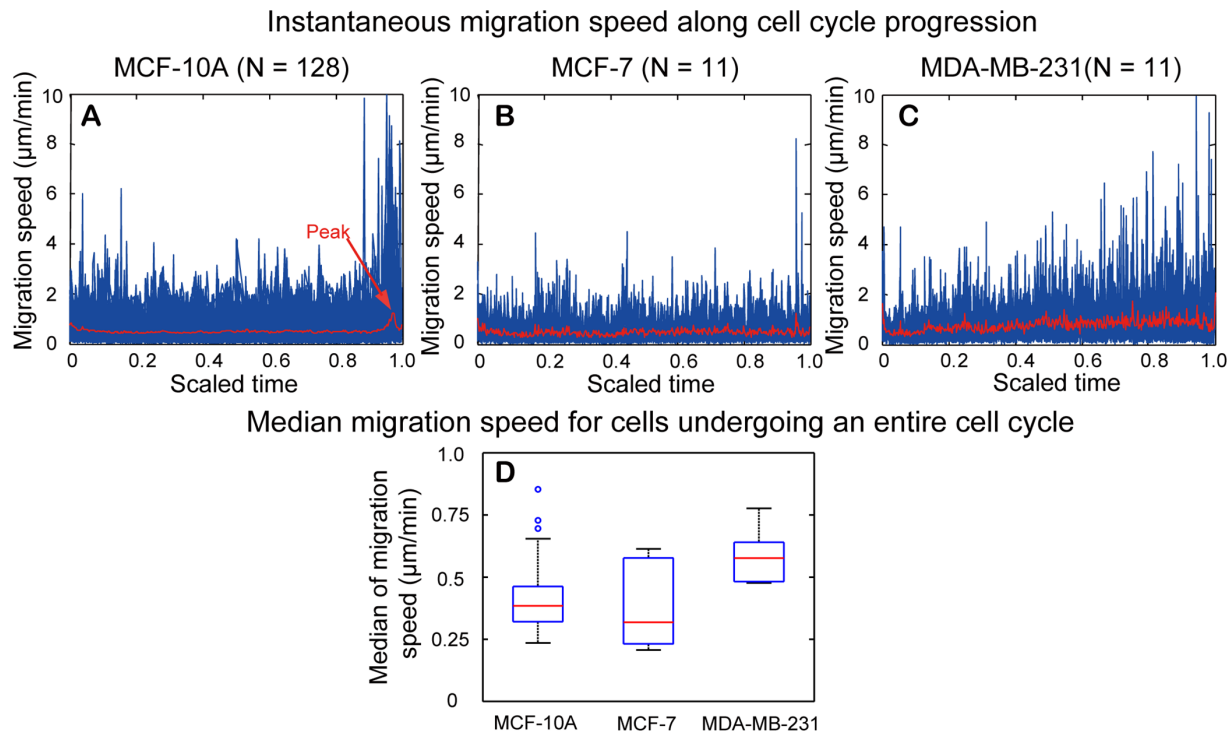 Instantaneous migration speed along cell cycle progression
MCF-10A (N = 128)
MCF-7 (N = 11)
MDA-MB-231(N = 11)
A
Migration speed (μm/min)
10
8
6
4
2
0
Peak
0 0.2 0.4 0.6 0.8 1.0
Scaled time
B
Migration speed (μm/min)
10
8
6
4
2
0
0 0.2 0.4 0.6 0.8 1.0
Scaled time
C
Migration speed (μm/min)
10
8
6
4
2
0
0 0.2 0.4 0.6 0.8 1.0
Scaled time
Median migration speed for cells undergoing an entire cell cycle
D
Median of migration
speed (μm/min)
1.0
0.75
0.5
0.25
0
MCF-10A MCF-7 MDA-MB-231